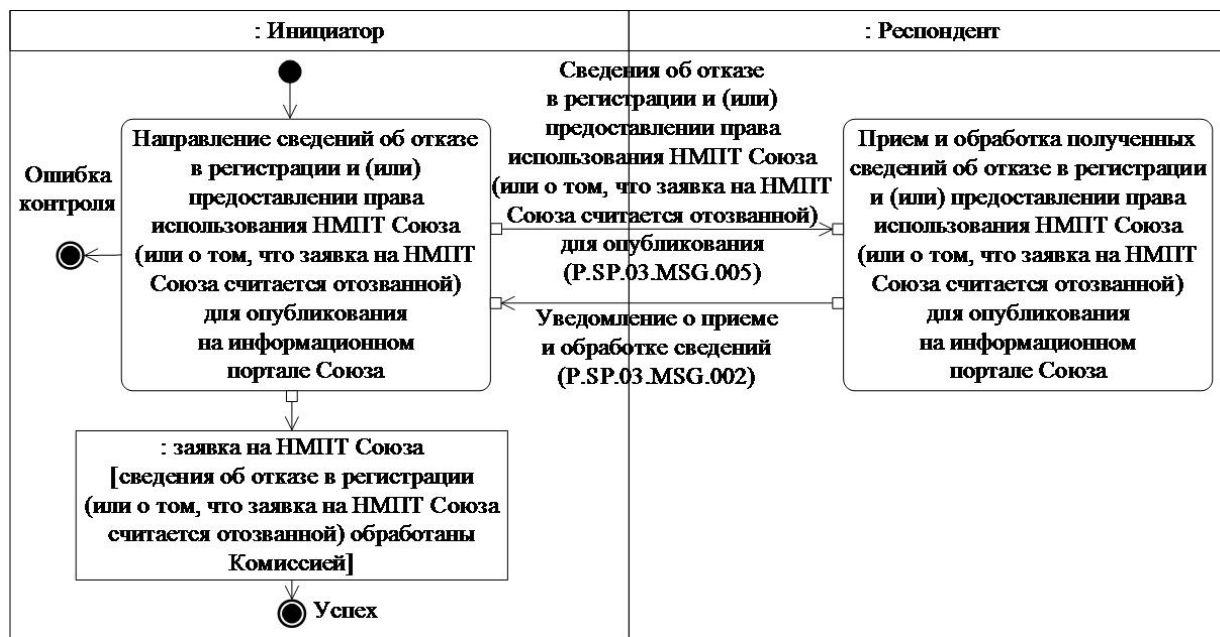 : Инициатор
: Респондент
Направление сведений об отказе
в регистрации и (или)
предоставлении права
использования НМПТ Союза
(или о том, что заявка на НМПТ
Союза считается отозванной)
для опубликования
на информационном
портале Союза
Ошибка
контроля
Сведения об отказе
в регистрации и (или)
предоставлении права
использования НМПТ Союза
(или о том, что заявка на НМПТ
Союза считается отозванной)
для опубликования
(P.SP.03.MSG.005)
Уведомление о приеме
и обработке сведений
(P.SP.03.MSG.002)
Прием и обработка полученных
сведений об отказе в регистрации
и (или) предоставлении права
использования НМПТ Союза
(или о том, что заявка на НМПТ
Союза считается отозванной)
для опубликования
на информационном
портале Союза
: заявка на НМПТ Союза
[сведения об отказе в регистрации
(или о том, что заявка на НМПТ Союза
считается отозванной) обработаны
Комиссией]
Успех